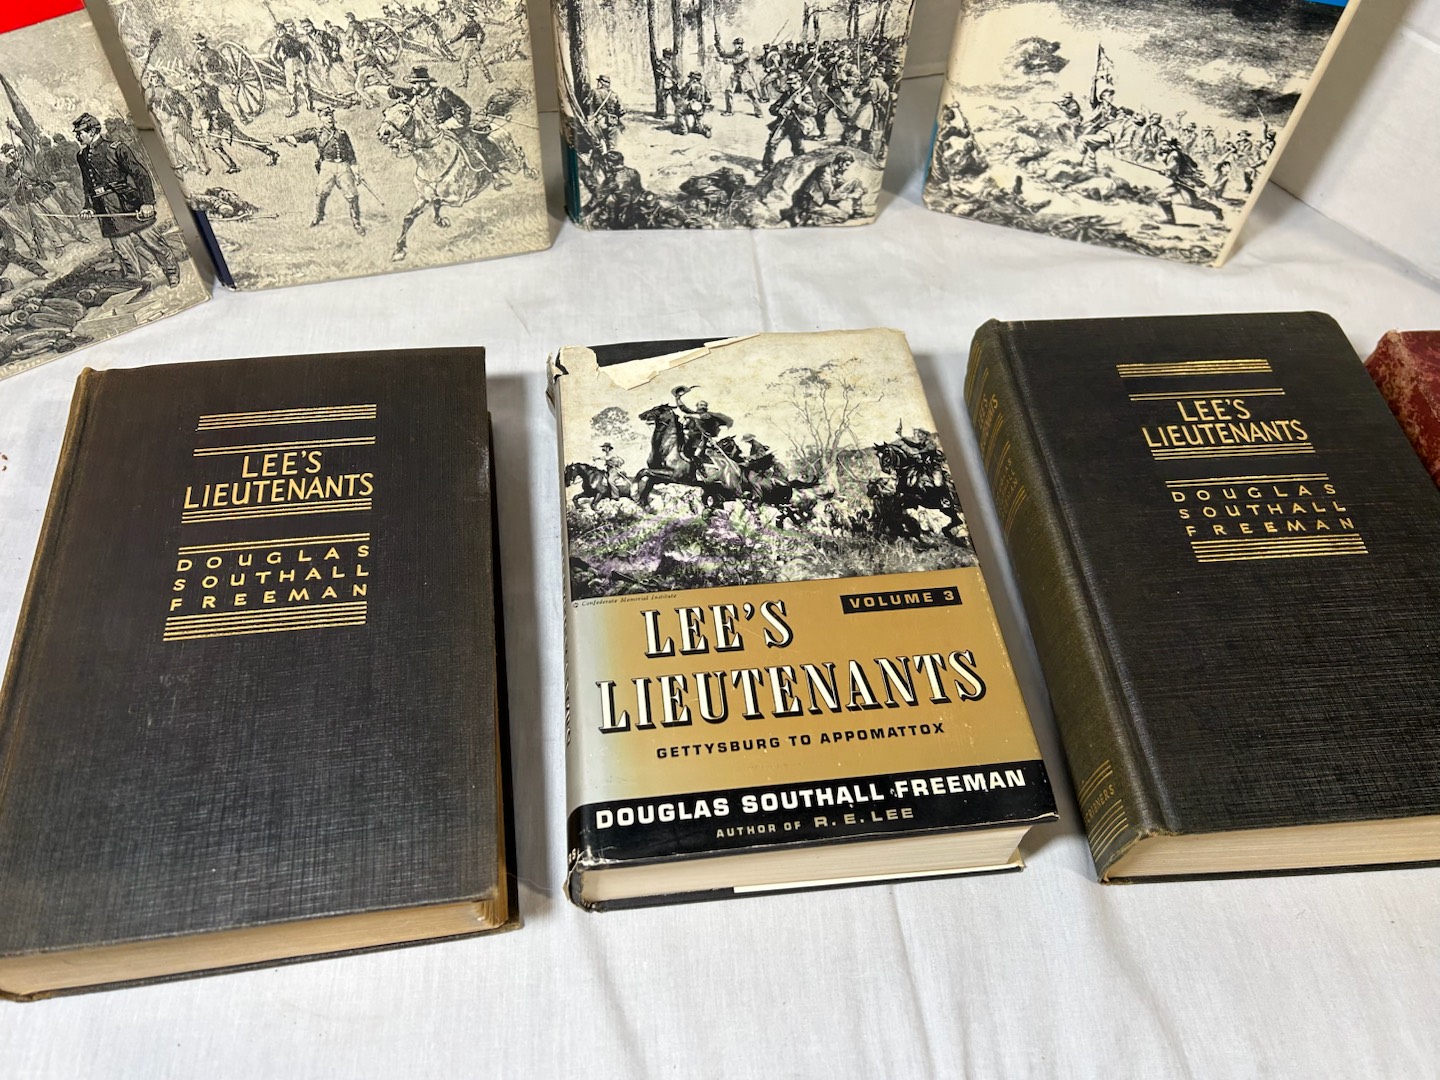 LEE'S
LIEUTENANTS
DOUGLAS
SOUTHALL
FREEMAN
Confederate Memorial Institute
VOLUME 3
LEE'S
LIEUTENANTS
GETTYSBURG TO APPOMATTOX
DOUGLAS SOUTHALL FREEMAN
AUTHOR OF R. E. LEE
LEE'S
LIEUTENANTS
DOUGLAS
SOUTHALL
FREEMAN
SCRIBNERS